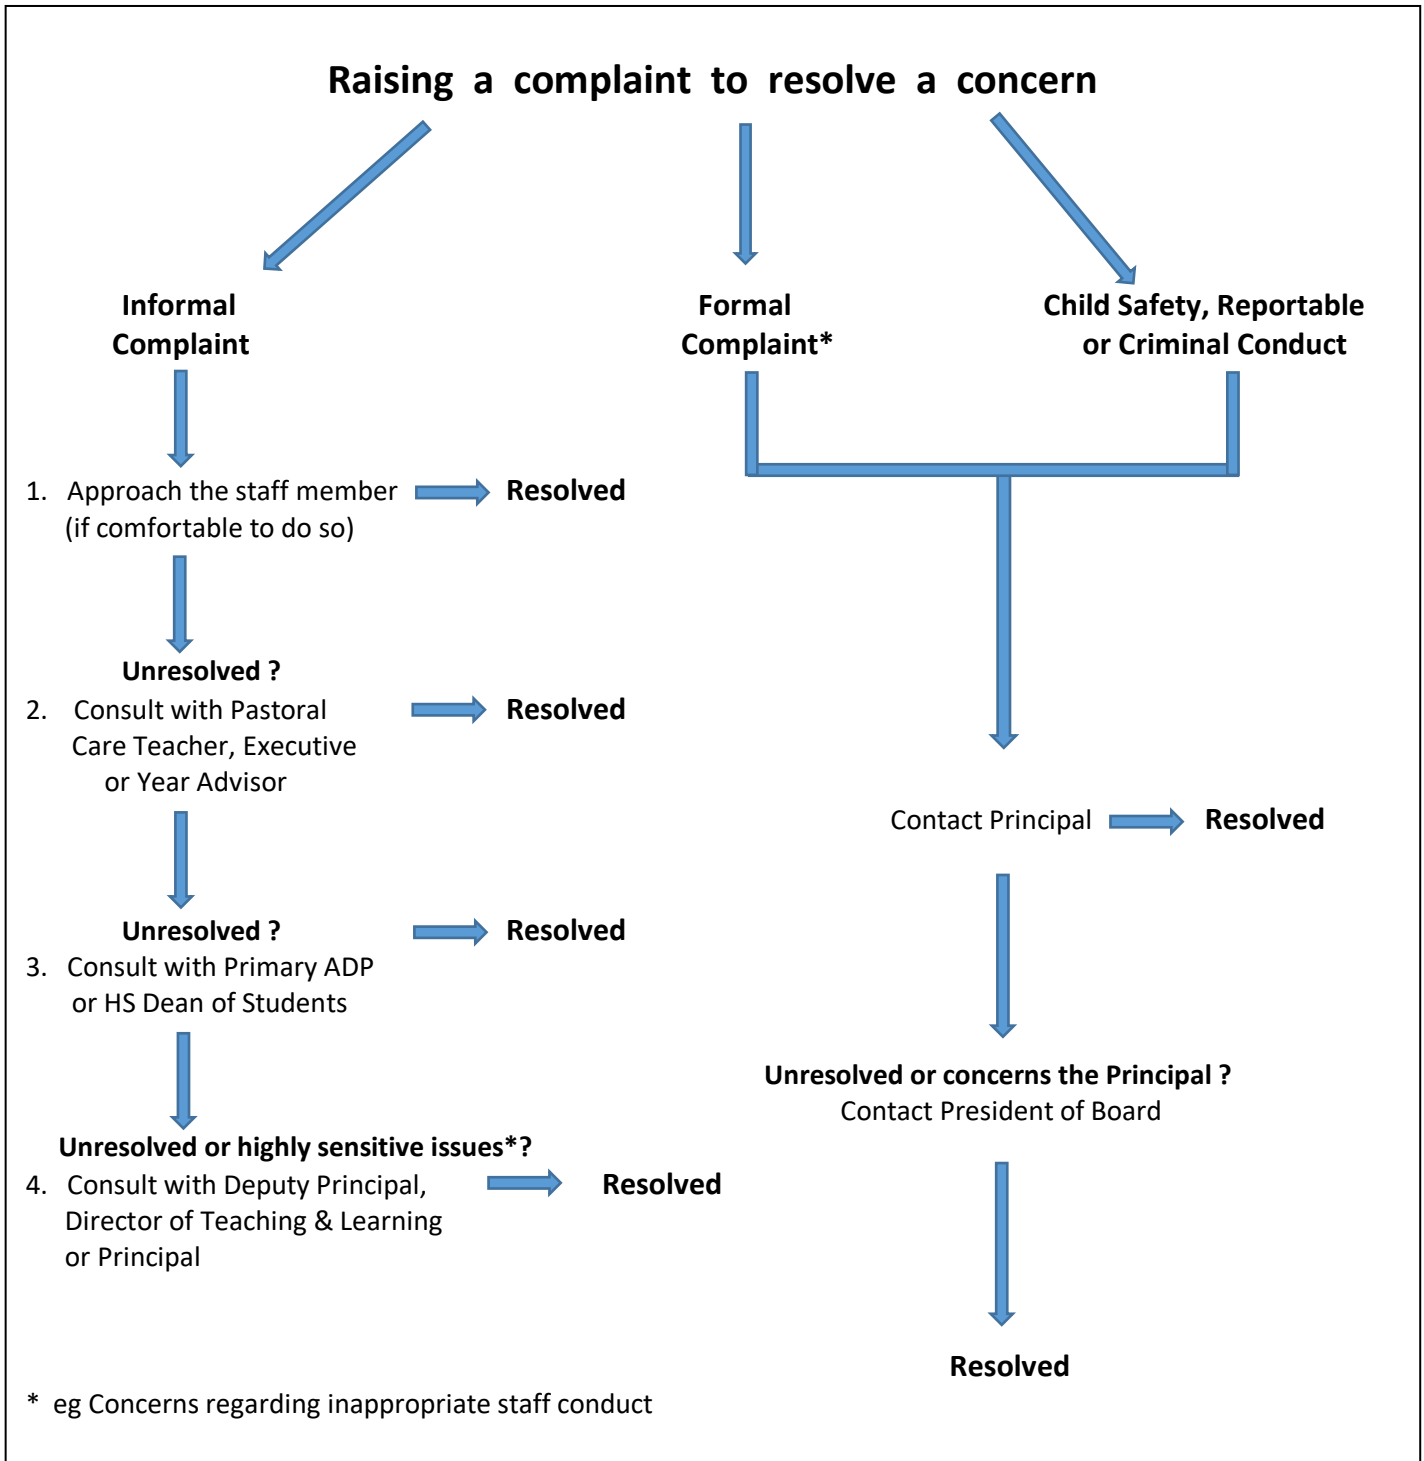 Raising a complaint to resolve a concern
Informal
Complaint
Formal
Complaint*
Child Safety, Reportable
or Criminal Conduct
1. Approach the staff member
(if comfortable to do so)
Resolved
Unresolved ?
2. Consult with Pastoral
Care Teacher, Executive
or Year Advisor
Resolved
Unresolved ?
Resolved
3. Consult with Primary ADP
or HS Dean of Students
Unresolved or highly sensitive issues*?
4. Consult with Deputy Principal,
Director of Teaching & Learning
or Principal
Resolved
Contact Principal
Resolved
Unresolved or concerns the Principal ?
Contact President of Board
Resolved
* eg Concerns regarding inappropriate staff conduct